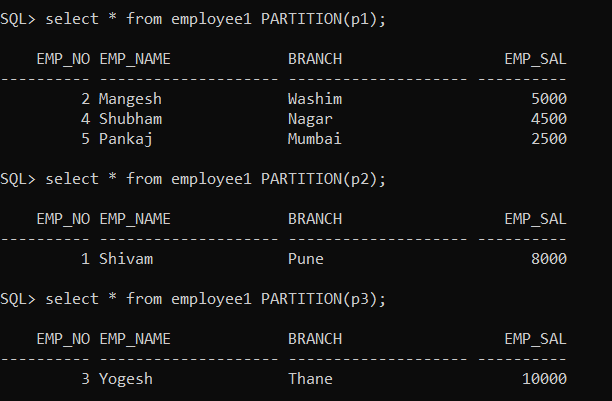 SQL> select * from employee1 PARTITION(p1);
    EMP_NO EMP_NAME             BRANCH                  EMP_SAL
---------- -------------------- -------------------- ----------
         2 Mangesh              Washim                     5000
         4 Shubham              Nagar                      4500
         5 Pankaj               Mumbai                     2500
SQL> select * from employee1 PARTITION(p2);
    EMP_NO EMP_NAME             BRANCH                  EMP_SAL
---------- -------------------- -------------------- ----------
         1 Shivam               Pune                       8000
SQL> select * from employee1 PARTITION(p3);
    EMP_NO EMP_NAME             BRANCH                  EMP_SAL
---------- -------------------- -------------------- ----------
         3 Yogesh               Thane                     10000